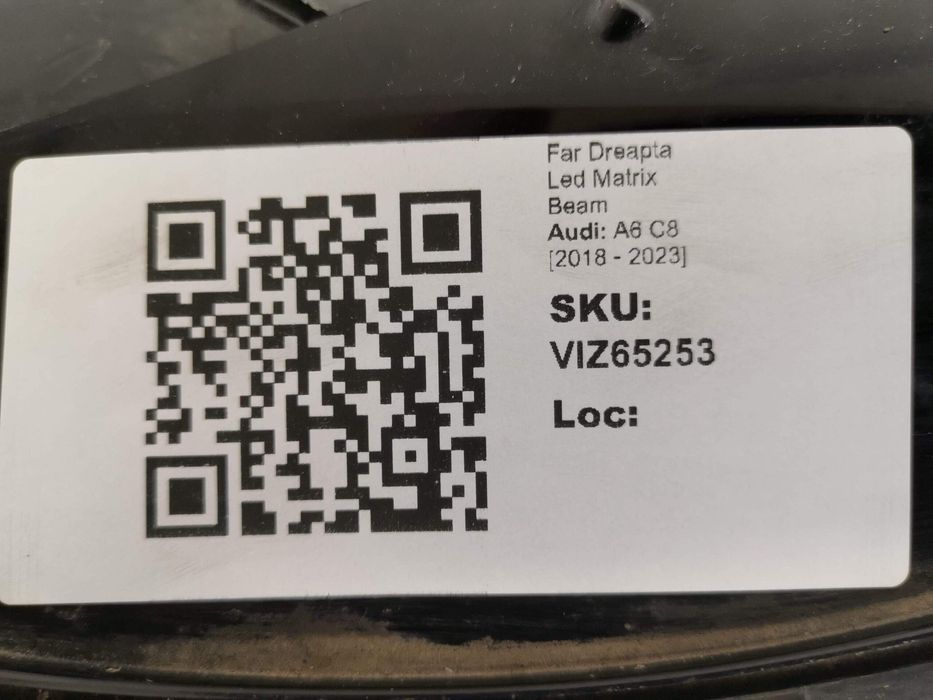 Far Dreapta
Led Matrix
Beam
Audi: A6 C8
[2018 - 2023]
SKU:
VIZ65253
Loc: